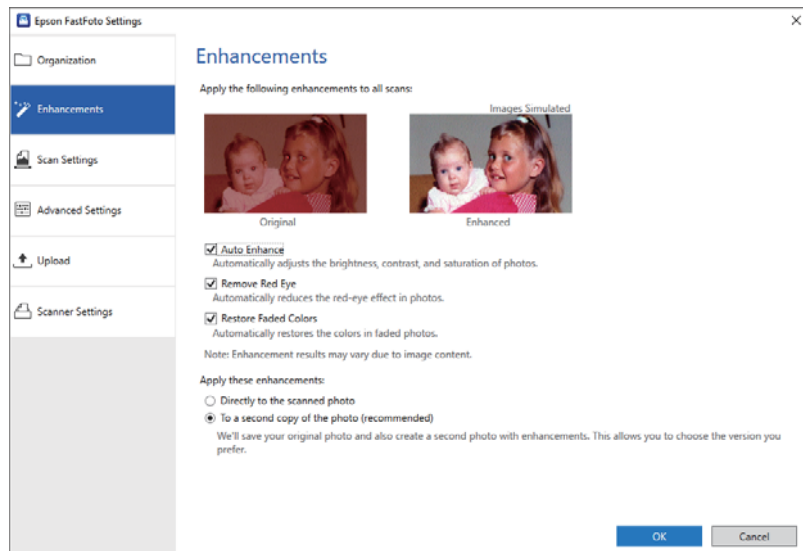 Epson FastFoto Settings
Organization
Enhancements
Scan Settings
Advanced Settings
Upload
Scanner Settings
Enhancements
Apply the following enhancements to all scans:
Images Simulated
Original
Enhanced
Auto Enhance
Automatically adjusts the brightness, contrast, and saturation of photos.
Remove Red Eye
Automatically reduces the red-eye effect in photos.
Restore Faded Colors
Automatically restores the colors in faded photos.
Note: Enhancement results may vary due to image content.
Apply these enhancements:
Directly to the scanned photo
To a second copy of the photo (recommended)
We'll save your original photo and also create a second photo with enhancements. This allows you to choose the version you
prefer.
OK
Cancel